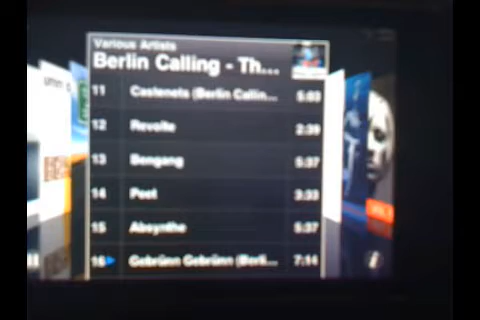 Various Artists
Berlin Calling - Th...
11 Castenets (Berlin Callin... 5:03
12 Revolte 2:39
13 Bengang 5:37
14 Peet 3:33
15 Absynthe 5:37
16 Gebrünn Gebrünn (Berli... 7:14